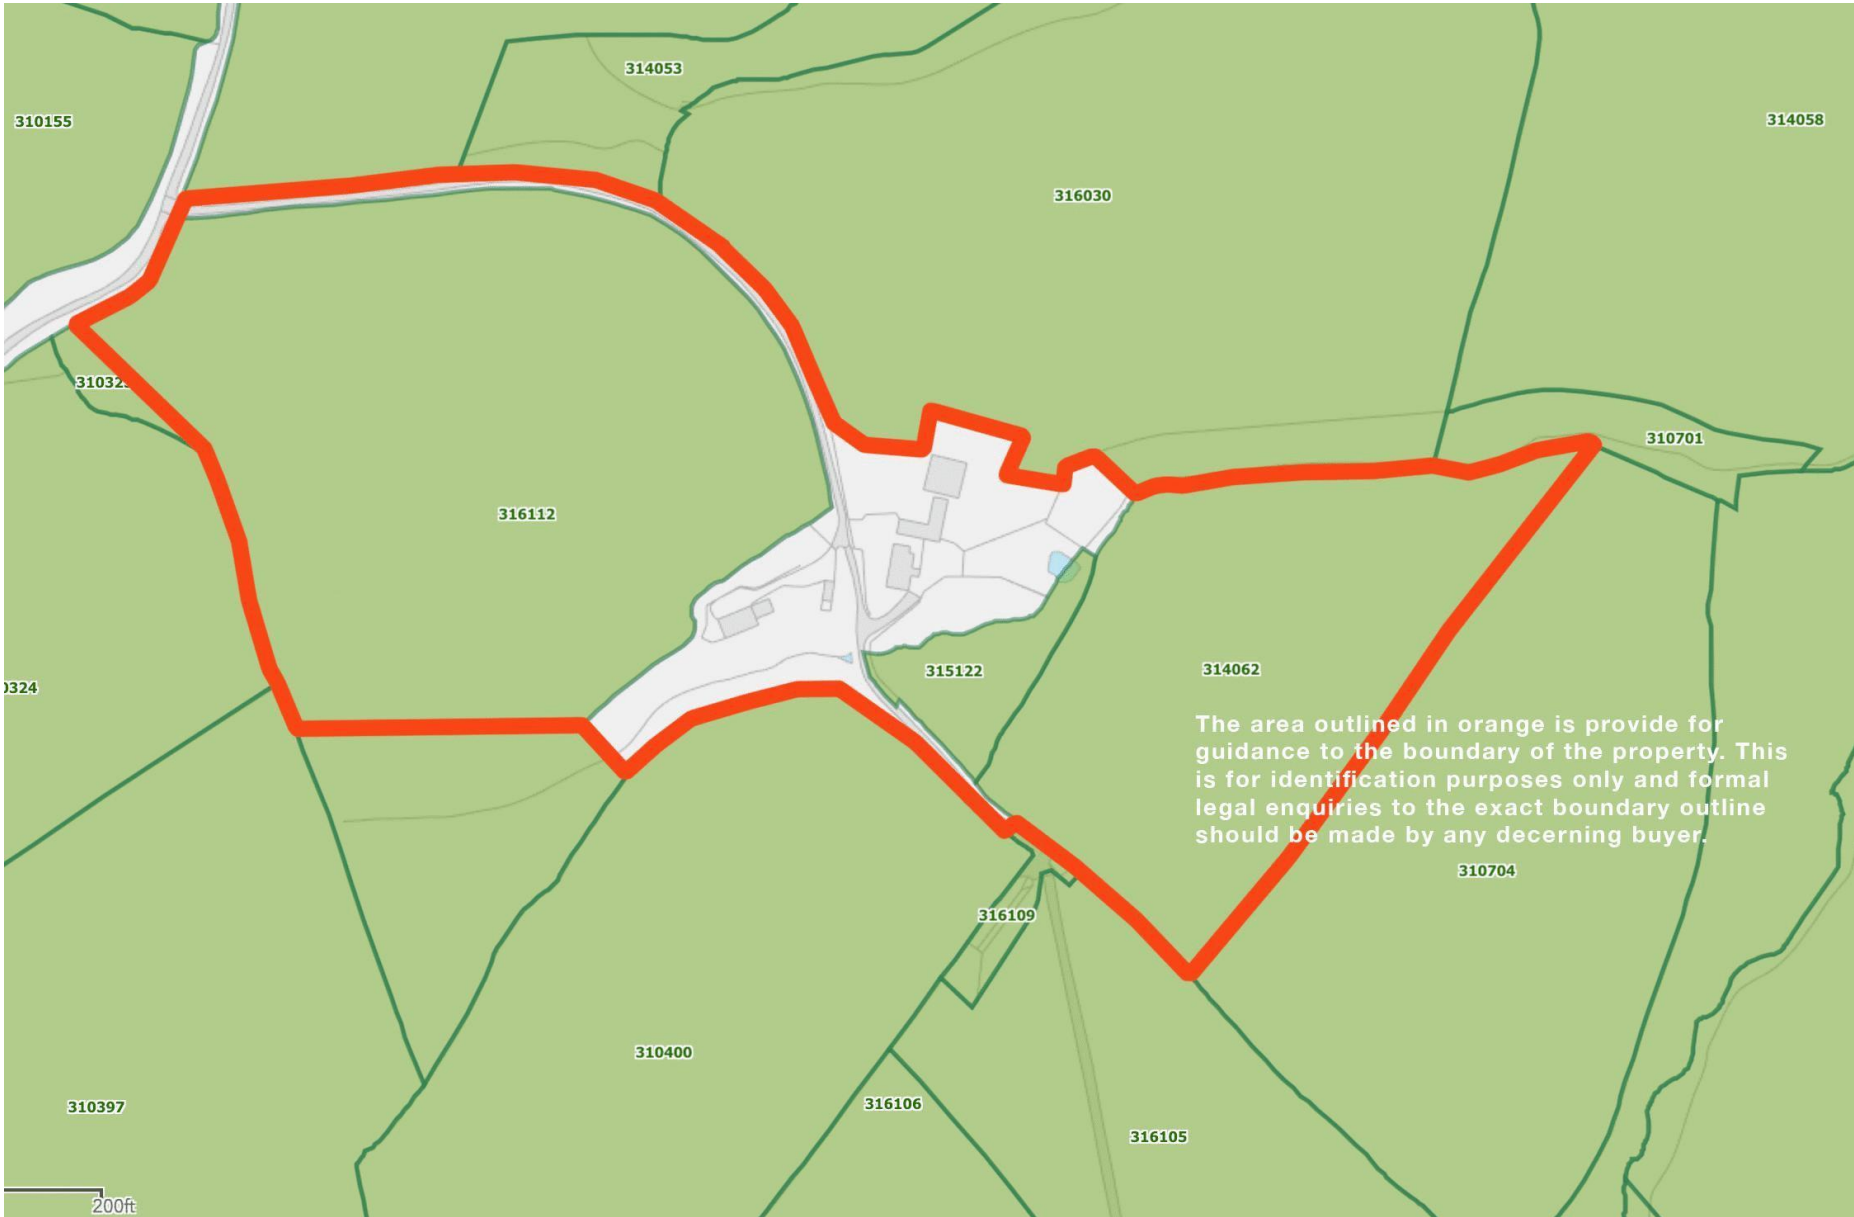 314053
310155
314058
316030
310701
316112
315122
314062
The area outlined in orange is provide for
guidance to the boundary of the property. This
is for identification purposes only and formal
legal enquiries to the exact boundary outline
should be made by any decerning buyer.
310704
316109
310400
310397
316106
316105
200ft